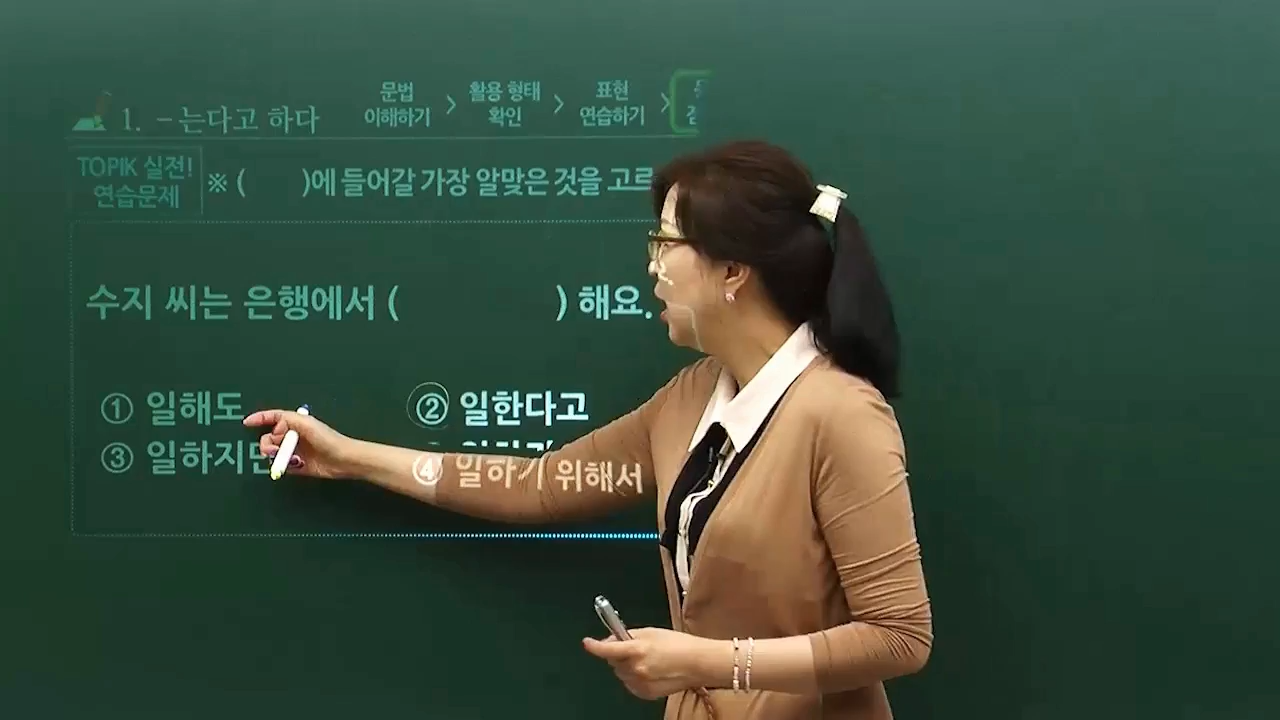 문법 활용 형태 표현
이해하기 > 확인 > 연습하기 >
1. -는다고 하다
TOPIK 실전!
연습문제
※ (          )에 들어갈 가장 알맞은 것을 고르
수지 씨는 은행에서 (          ) 해요.
① 일해도 ② 일한다고
③ 일하지만 ④ 일하기 위해서